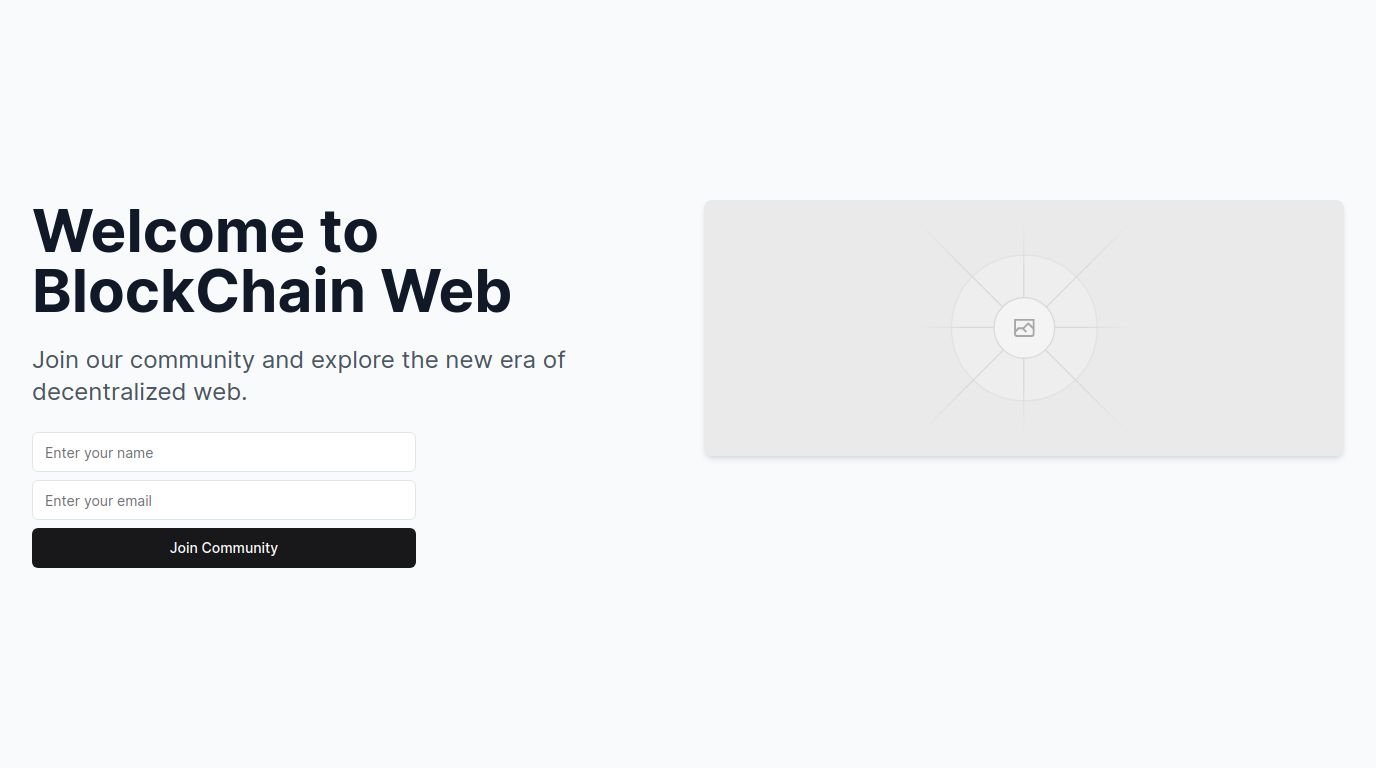 Welcome to
BlockChain Web
Join our community and explore the new era of
decentralized web.
Enter your name
Enter your email
Join Community